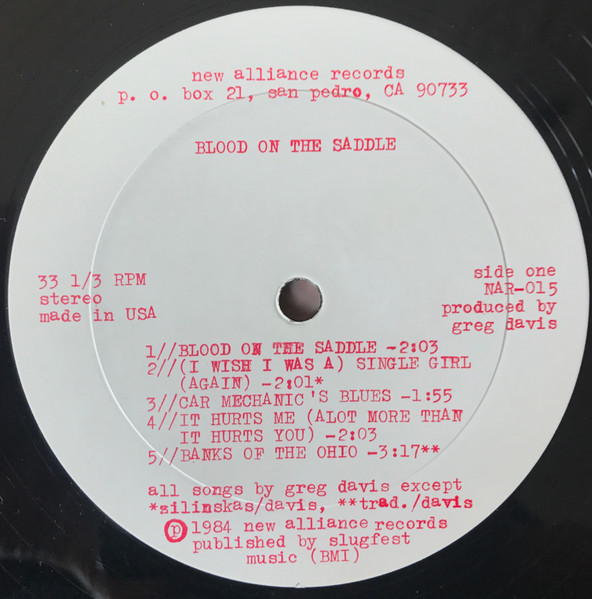 new alliance records
p. o. box 21, san pedro, CA 90733
BLOOD ON THE SADDLE
33 1/3 RPM
stereo
made in USA
side one
NAR-015
produced by
greg davis
1//BLOOD ON THE SADDLE -2:03
2//(I WISH I WAS A) SINGLE GIRL
(AGAIN) -2:01*
3//CAR MECHANIC'S BLUES -1:55
4//IT HURTS ME (ALOT MORE THAN
IT HURTS YOU) -2:03
5//BANKS OF THE OHIO -3:17**
all songs by greg davis except
*zilinskas/davis, **trad./davis
℗ 1984 new alliance records
published by slugfest
music (BMI)